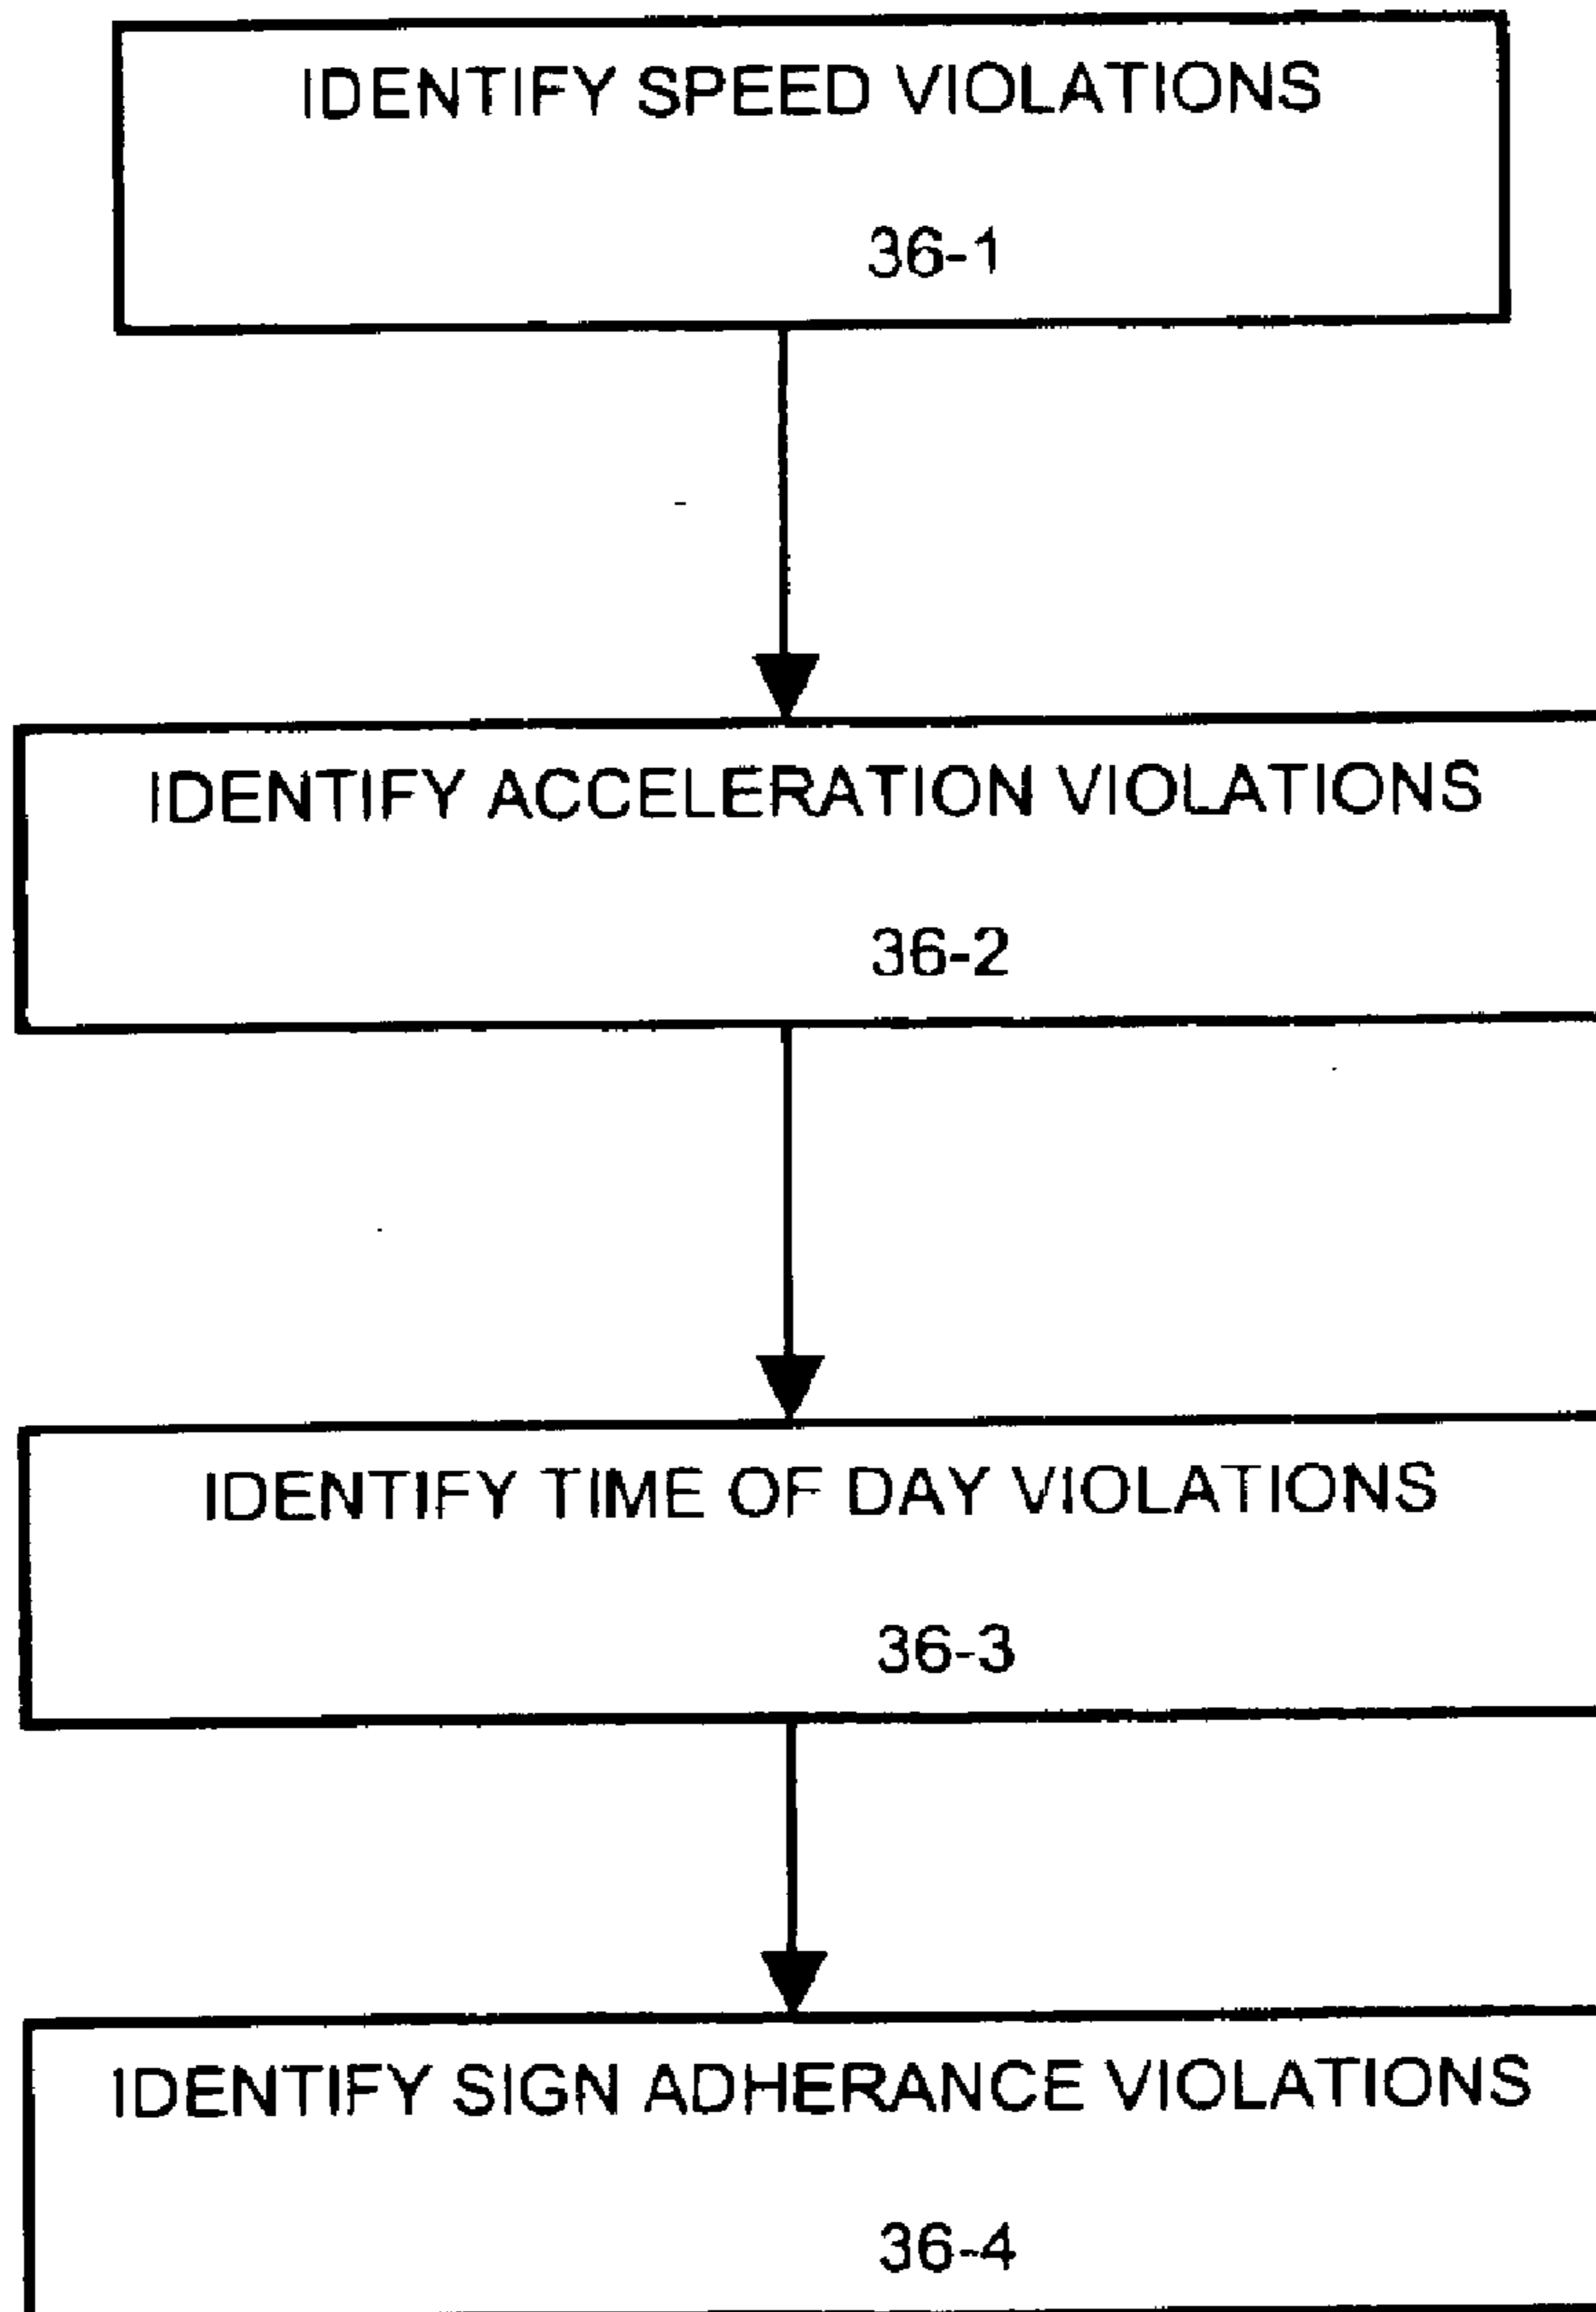 IDENTIFY SPEED VIOLATIONS
36-1
IDENTIFY ACCELERATION VIOLATIONS
36-2
IDENTIFY TIME OF DAY VIOLATIONS
36-3
IDENTIFY SIGN ADHERANCE VIOLATIONS
36-4